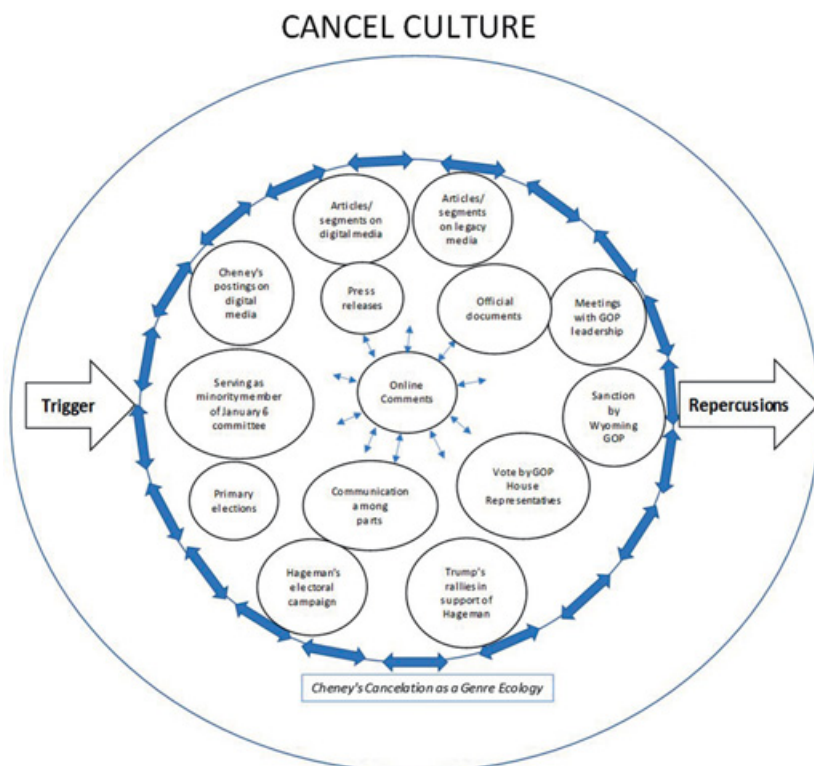 CANCEL CULTURE
Articles/
segments on
digital media
Articles/
segments
on legacy
media
Cheney's
postings on
digital
media
Press
releases
Official
documents
Meetings
with GOP
leadership
Trigger
Serving as
minority member
of January 6
committee
Online
Comments
Sanction
by
Wyoming
GOP
Repercusions
Primary
elections
Communication
among
parts
Vote by GOP
House
Representatives
Hageman's
electoral
campaign
Trump's
rallies in
support of
Hageman
Cheney's Cancelation as a Genre Ecology